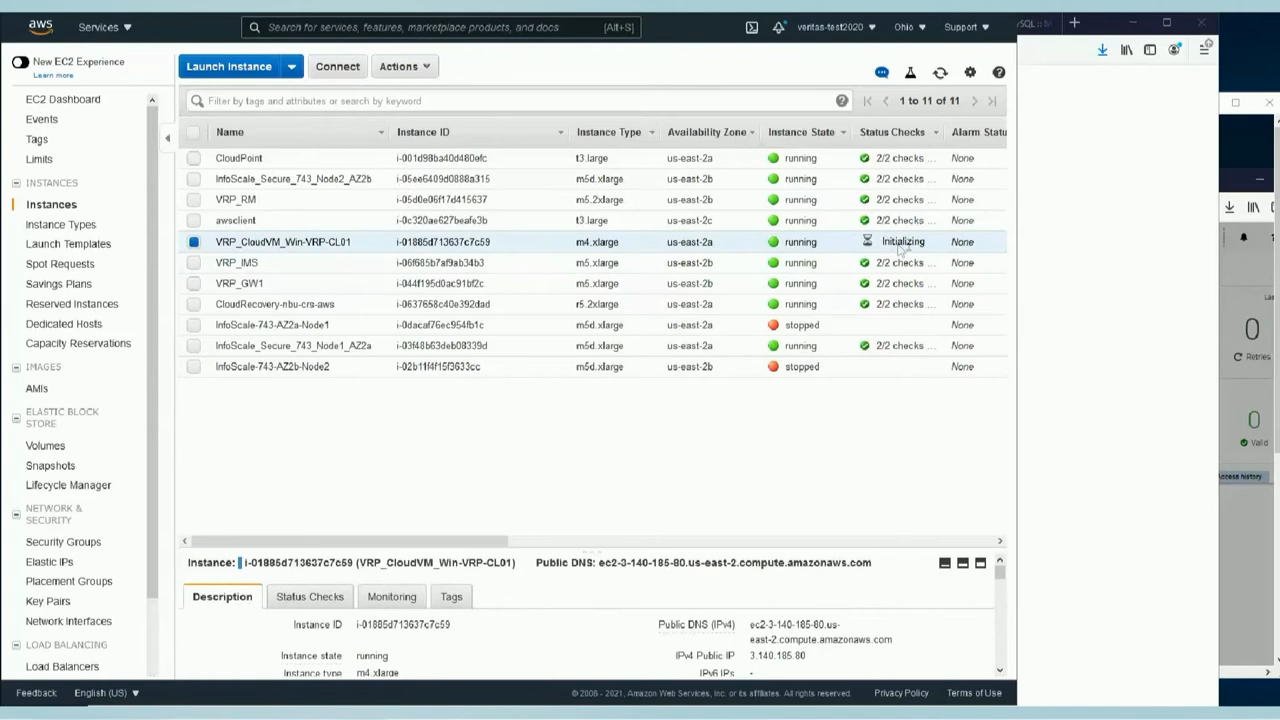 aws
Services
Search for services, features, marketplace products, and docs
[Alt+S]
veritas-test2020
Ohio
Support
New EC2 Experience
Learn more
Launch Instance
Connect
Actions
EC2 Dashboard
Events
Tags
Limits
INSTANCES
Instances
Instance Types
Launch Templates
Spot Requests
Savings Plans
Reserved Instances
Dedicated Hosts
Capacity Reservations
IMAGES
AMIs
ELASTIC BLOCK
STORE
Volumes
Snapshots
Lifecycle Manager
NETWORK &
SECURITY
Security Groups
Elastic IPs
Placement Groups
Key Pairs
Network Interfaces
LOAD BALANCING
Load Balancers
Filter by tags and attributes or search by keyword
1 to 11 of 11
Name Instance ID Instance Type Availability Zone Instance State Status Checks Alarm Statu
CloudPoint i-001d98ba40d480efc t3.large us-east-2a running 2/2 checks ... None
InfoScale_Secure_743_Node2_AZ2b i-05ee6409d0888a315 m5d.xlarge us-east-2b running 2/2 checks ... None
VRP_RM i-05d0e06f17d415637 m5.2xlarge us-east-2b running 2/2 checks ... None
awsclient i-0c320ae627beafe3b t3.large us-east-2c running 2/2 checks ... None
VRP_CloudVM_Win-VRP-CL01 i-01885d713637c7c59 m4.xlarge us-east-2a running Initializing None
VRP_IMS i-06f685b7af9ab34b3 m5.xlarge us-east-2b running 2/2 checks ... None
VRP_GW1 i-044f195d0ac91bf2c m5.xlarge us-east-2b running 2/2 checks ... None
CloudRecovery-nbu-crs-aws i-0637658c40e392dad r5.2xlarge us-east-2a running 2/2 checks ... None
InfoScale-743-AZ2a-Node1 i-0dacaf76ec954fb1c m5d.xlarge us-east-2a stopped None
InfoScale_Secure_743_Node1_AZ2a i-03f48b63deb08339d m5d.xlarge us-east-2a running 2/2 checks ... None
InfoScale-743-AZ2b-Node2 i-02b11f4f15f3633cc m5d.xlarge us-east-2b stopped None
Instance: i-01885d713637c7c59 (VRP_CloudVM_Win-VRP-CL01) Public DNS: ec2-3-140-185-80.us-east-2.compute.amazonaws.com
Description
Status Checks
Monitoring
Tags
Instance ID i-01885d713637c7c59
Public DNS (IPv4) ec2-3-140-185-80.us-
east-2.compute.amazonaws.com
Instance state running
IPv4 Public IP 3.140.185.80
Instance type m4.xlarge
IPv6 IPs -
0
Retries
0
Valid
Access history
Feedback
English (US)
© 2008 - 2021, Amazon Web Services, Inc. or its affiliates. All rights reserved.
Privacy Policy
Terms of Use